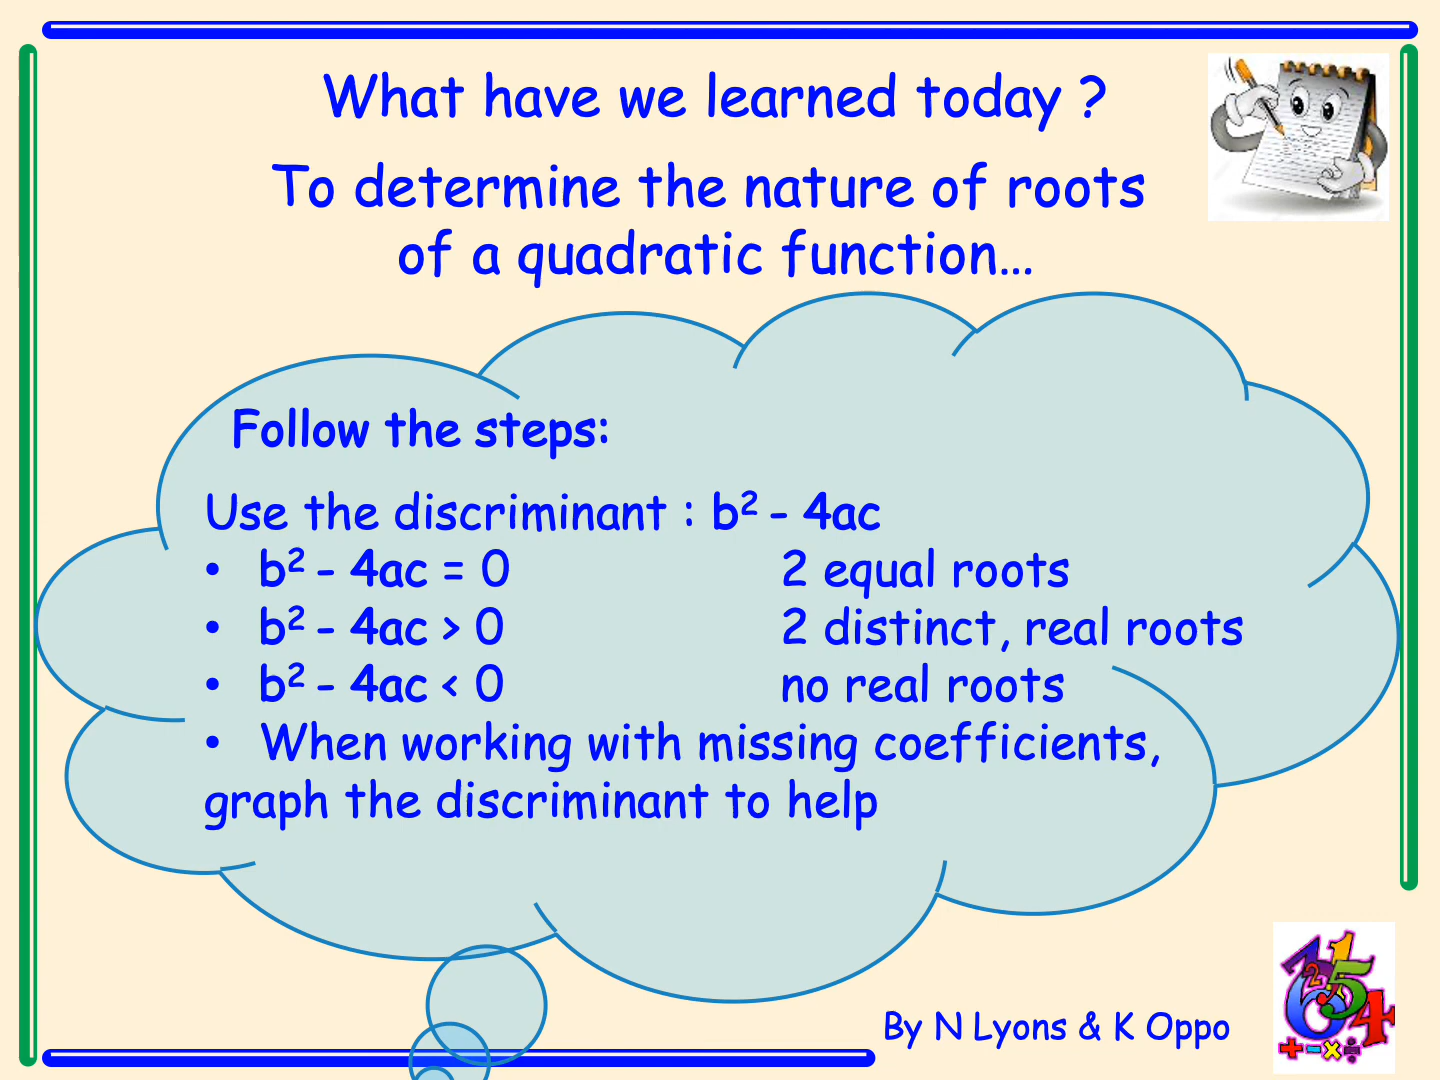 What have we learned today ?
To determine the nature of roots
of a quadratic function...
Follow the steps:
Use the discriminant : b² - 4ac
• b² - 4ac = 0 2 equal roots
• b² - 4ac > 0 2 distinct, real roots
• b² - 4ac < 0 no real roots
• When working with missing coefficients,
graph the discriminant to help
By N Lyons & K Oppo